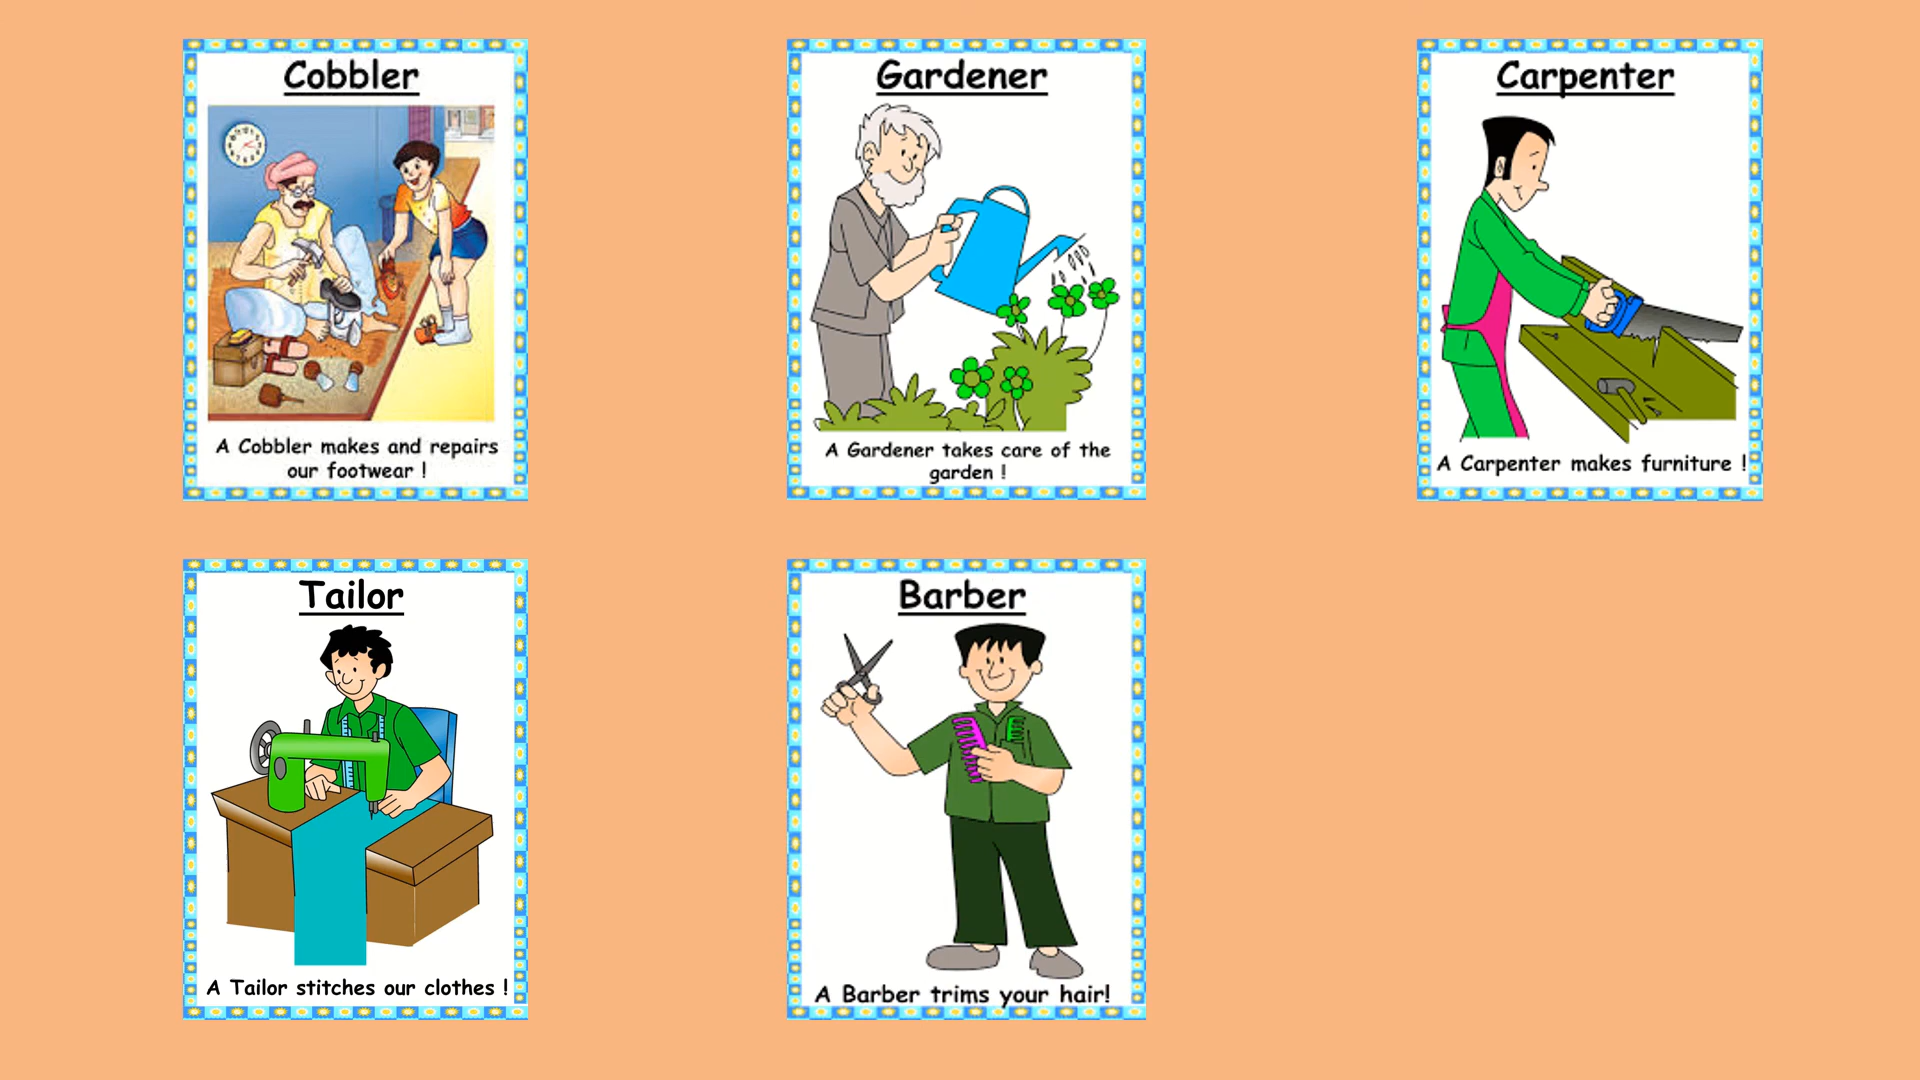 Cobbler
A Cobbler makes and repairs
our footwear !
Gardener
A Gardener takes care of the
garden !
Carpenter
A Carpenter makes furniture !
Tailor
A Tailor stitches our clothes !
Barber
A Barber trims your hair!